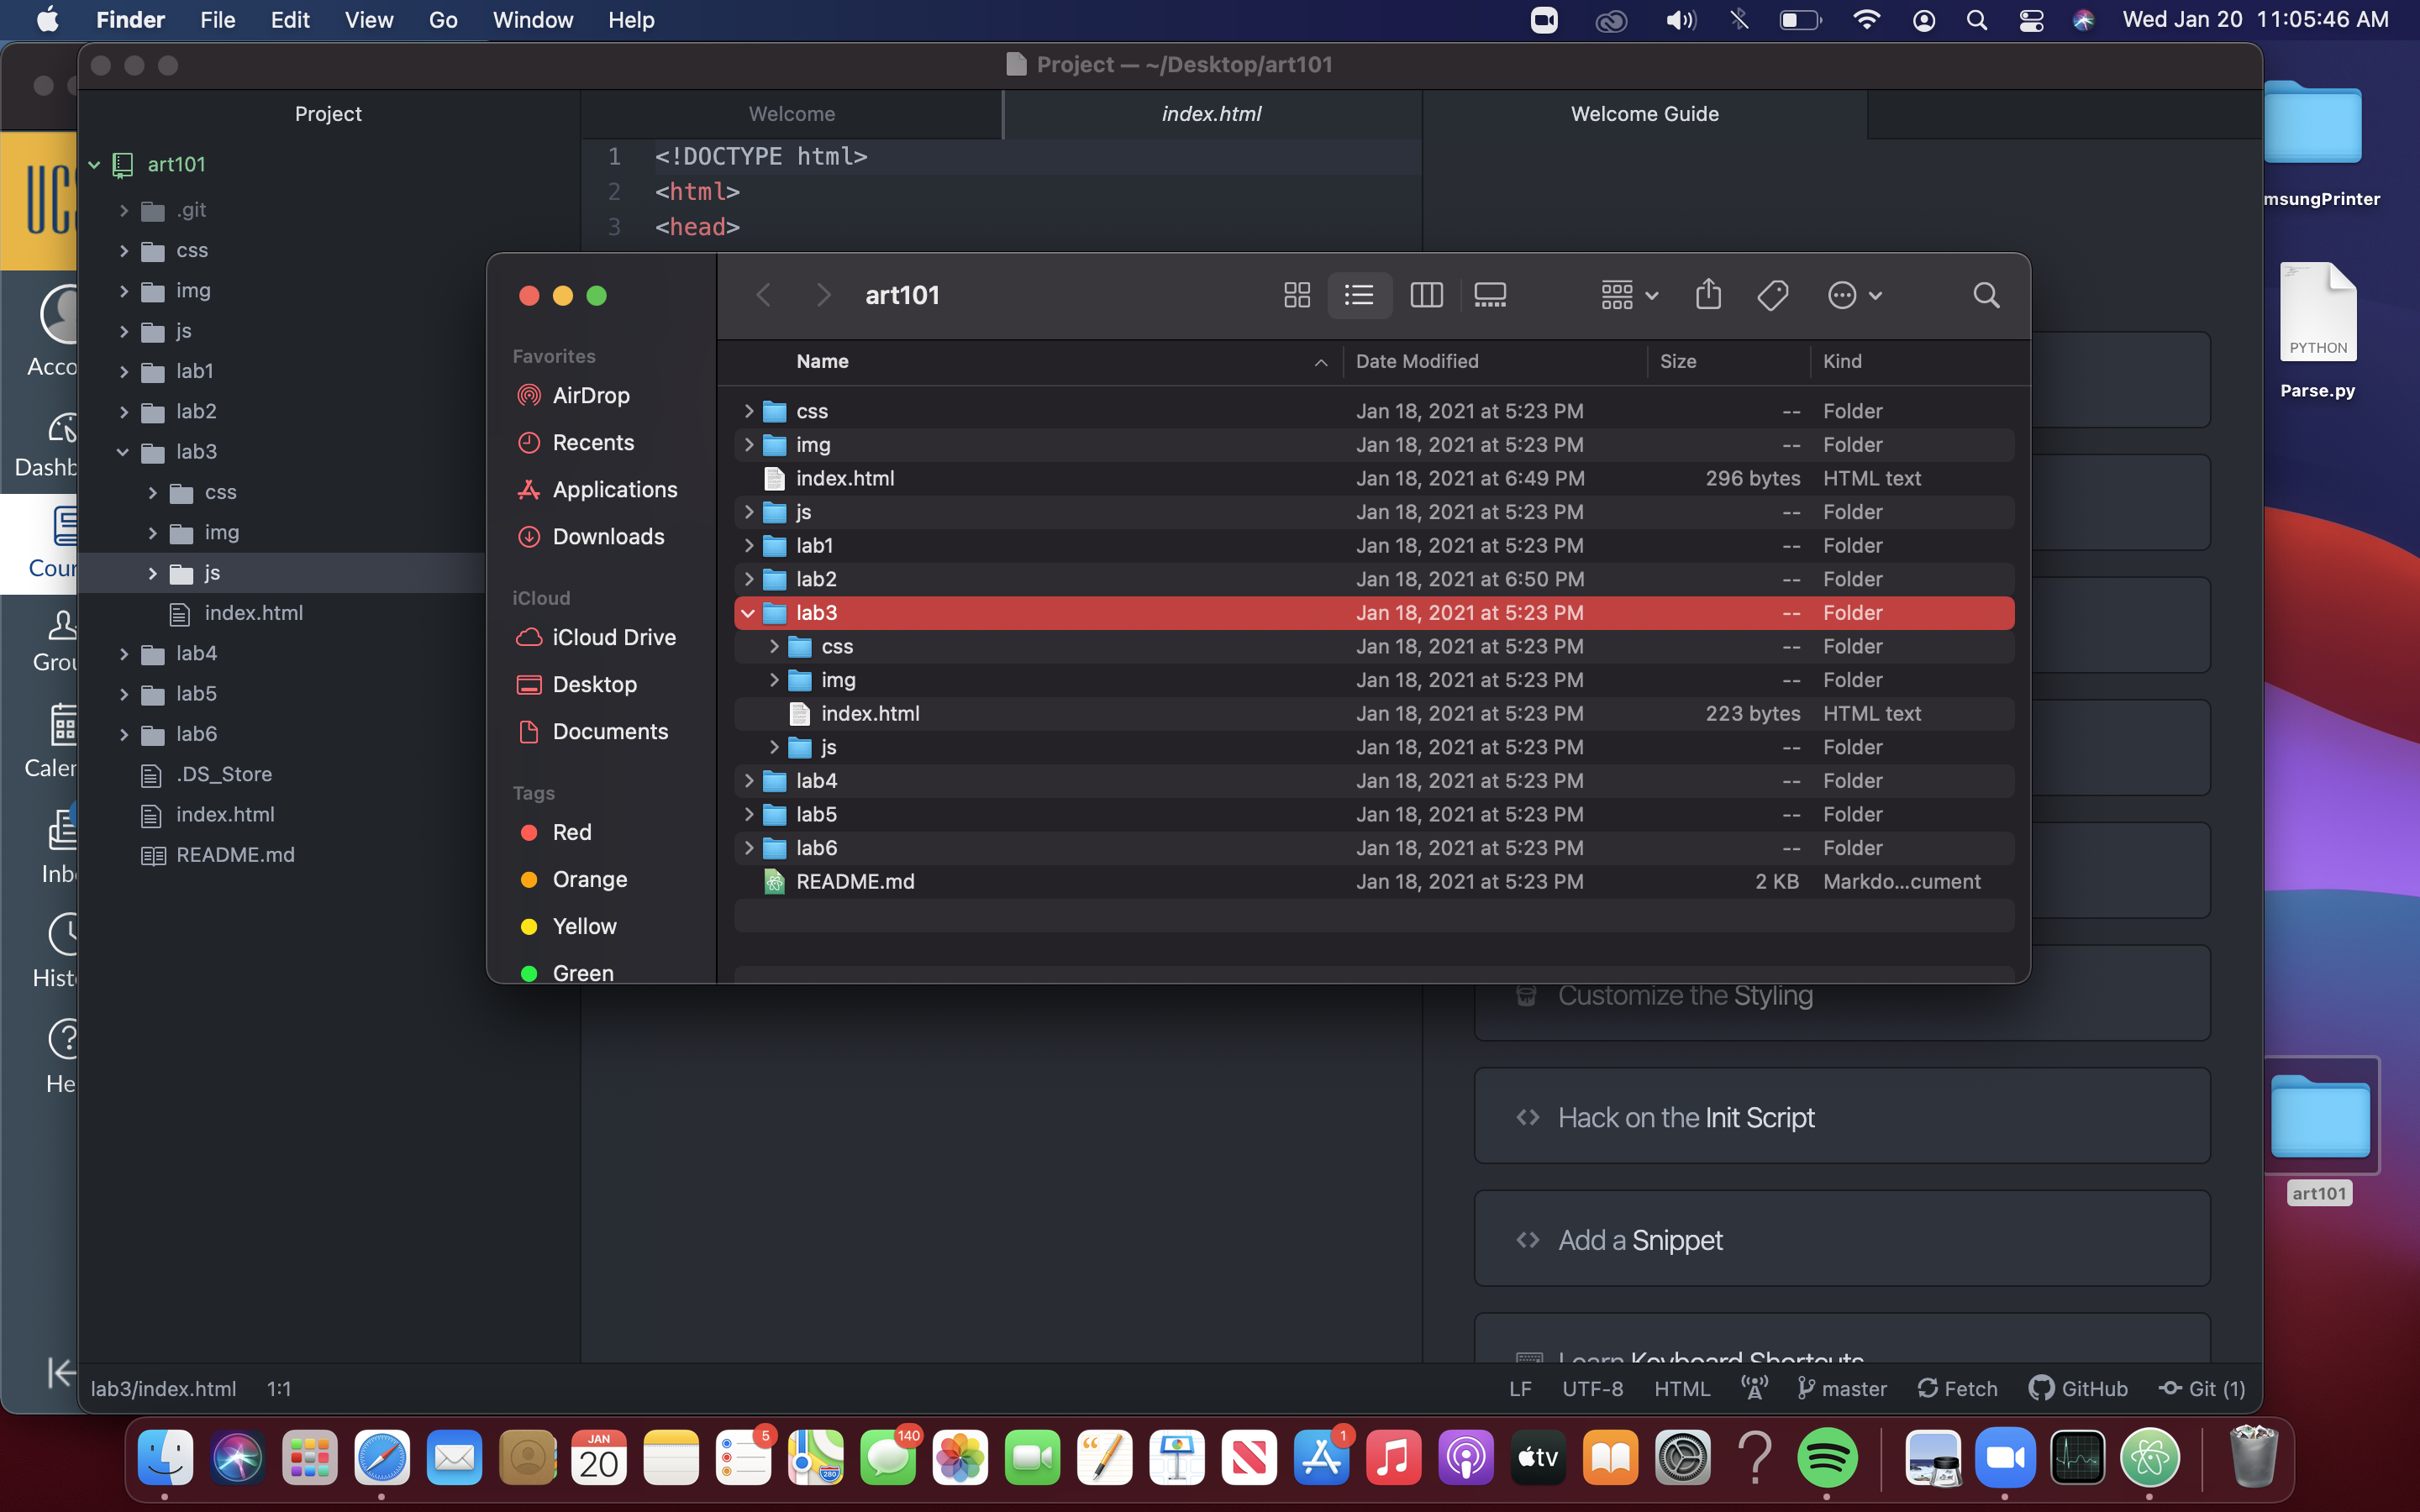 Finder File Edit View Go Window Help Wed Jan 20 11:05:46 AM
Project — ~/Desktop/art101
Project
Welcome
index.html
Welcome Guide
art101
.git
css
img
js
lab1
lab2
lab3
css
img
js
index.html
lab4
lab5
lab6
.DS_Store
index.html
README.md
1 <!DOCTYPE html>
2 <html>
3 <head>
art101
Favorites
AirDrop
Recents
Applications
Downloads
iCloud
iCloud Drive
Desktop
Documents
Tags
Red
Orange
Yellow
Green
Name Date Modified Size Kind
css Jan 18, 2021 at 5:23 PM -- Folder
img Jan 18, 2021 at 5:23 PM -- Folder
index.html Jan 18, 2021 at 6:49 PM 296 bytes HTML text
js Jan 18, 2021 at 5:23 PM -- Folder
lab1 Jan 18, 2021 at 5:23 PM -- Folder
lab2 Jan 18, 2021 at 6:50 PM -- Folder
lab3 Jan 18, 2021 at 5:23 PM -- Folder
css Jan 18, 2021 at 5:23 PM -- Folder
img Jan 18, 2021 at 5:23 PM -- Folder
index.html Jan 18, 2021 at 5:23 PM 223 bytes HTML text
js Jan 18, 2021 at 5:23 PM -- Folder
lab4 Jan 18, 2021 at 5:23 PM -- Folder
lab5 Jan 18, 2021 at 5:23 PM -- Folder
lab6 Jan 18, 2021 at 5:23 PM -- Folder
README.md Jan 18, 2021 at 5:23 PM 2 KB Markdo...cument
Customize the Styling
Hack on the Init Script
Add a Snippet
Learn Keyboard Shortcuts
lab3/index.html 1:1
LF UTF-8 HTML master Fetch GitHub Git (1)
UCS
Acco
Dashb
Cour
Grou
Caler
Inbo
Hist
He
msungPrinter
PYTHON
Parse.py
art101
JAN
20
5
280
140
1
tv